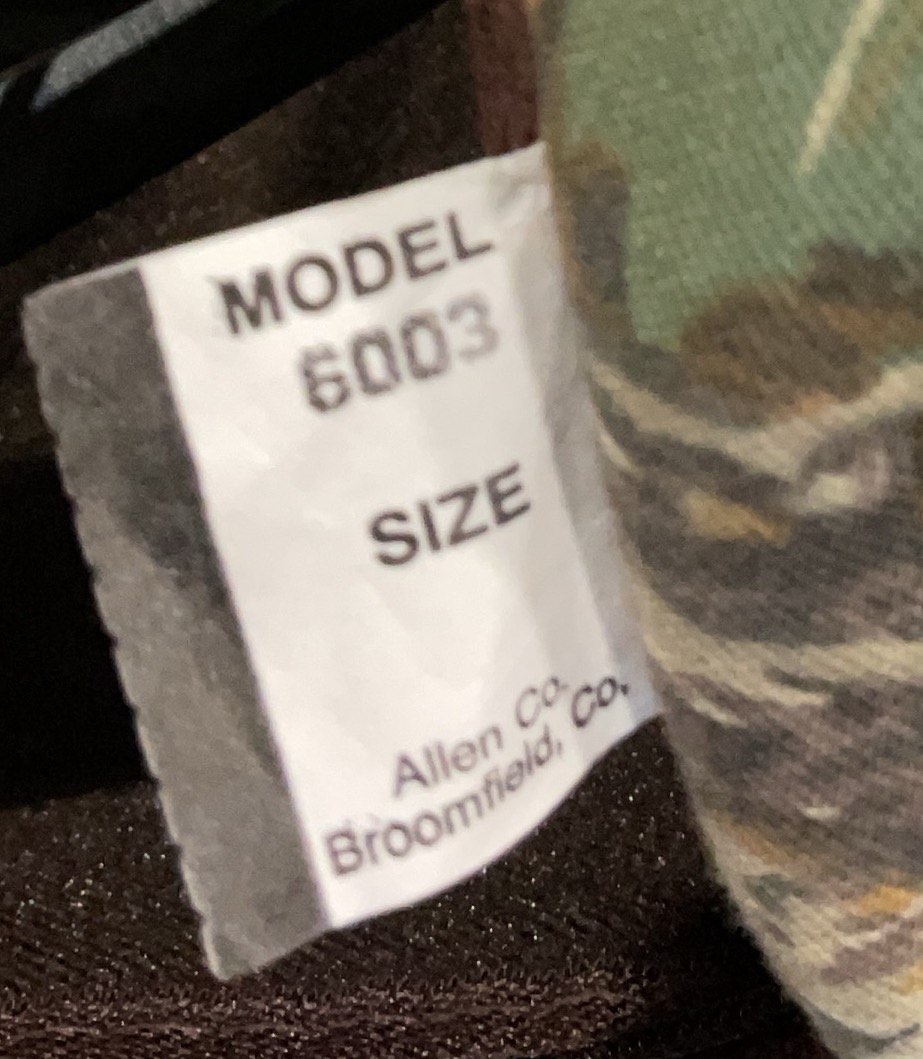 MODEL
6003
SIZE
Allen Co.
Broomfield, Co.